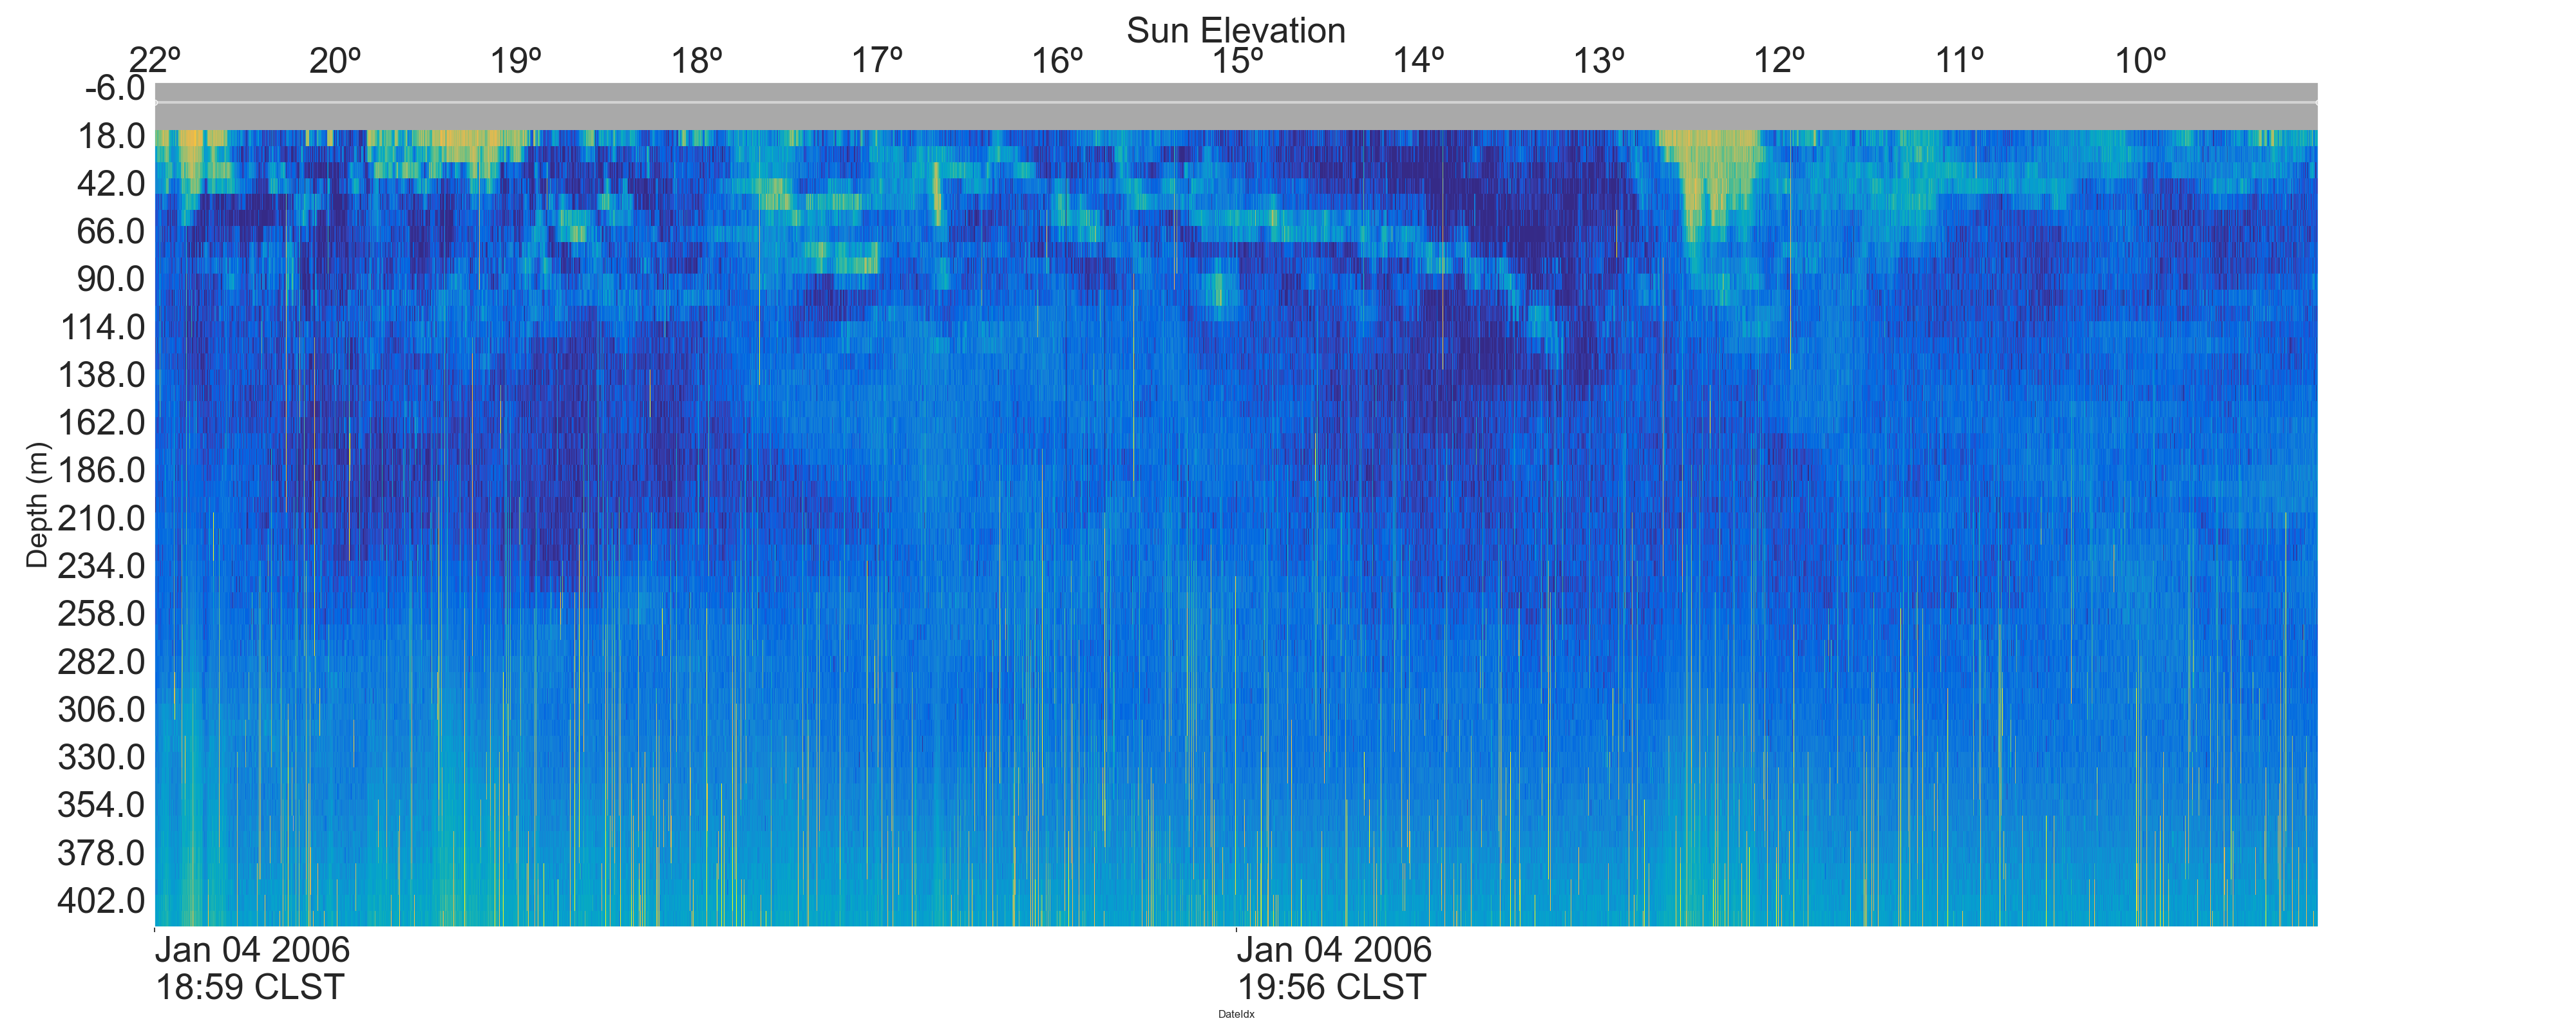 Sun Elevation
22º 20º 19º 18º 17º 16º 15º 14º 13º 12º 11º 10º
-6.0
18.0
42.0
66.0
90.0
114.0
138.0
162.0
186.0
210.0
234.0
258.0
282.0
306.0
330.0
354.0
378.0
402.0
Depth (m)
Jan 04 2006
18:59 CLST
Jan 04 2006
19:56 CLST
DateIdx